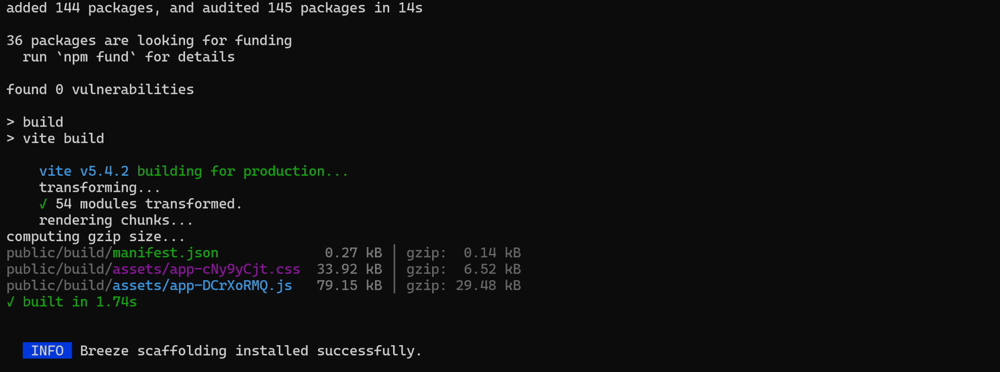 added 144 packages, and audited 145 packages in 14s
36 packages are looking for funding
  run `npm fund` for details
found 0 vulnerabilities
> build
> vite build
vite v5.4.2 building for production...
transforming...
√ 54 modules transformed.
rendering chunks...
computing gzip size...
public/build/manifest.json             0.27 kB │ gzip:  0.14 kB
public/build/assets/app-cNy9yCjt.css  33.92 kB │ gzip:  6.52 kB
public/build/assets/app-DCrXoRMQ.js   79.15 kB │ gzip: 29.48 kB
√ built in 1.74s
INFO  Breeze scaffolding installed successfully.